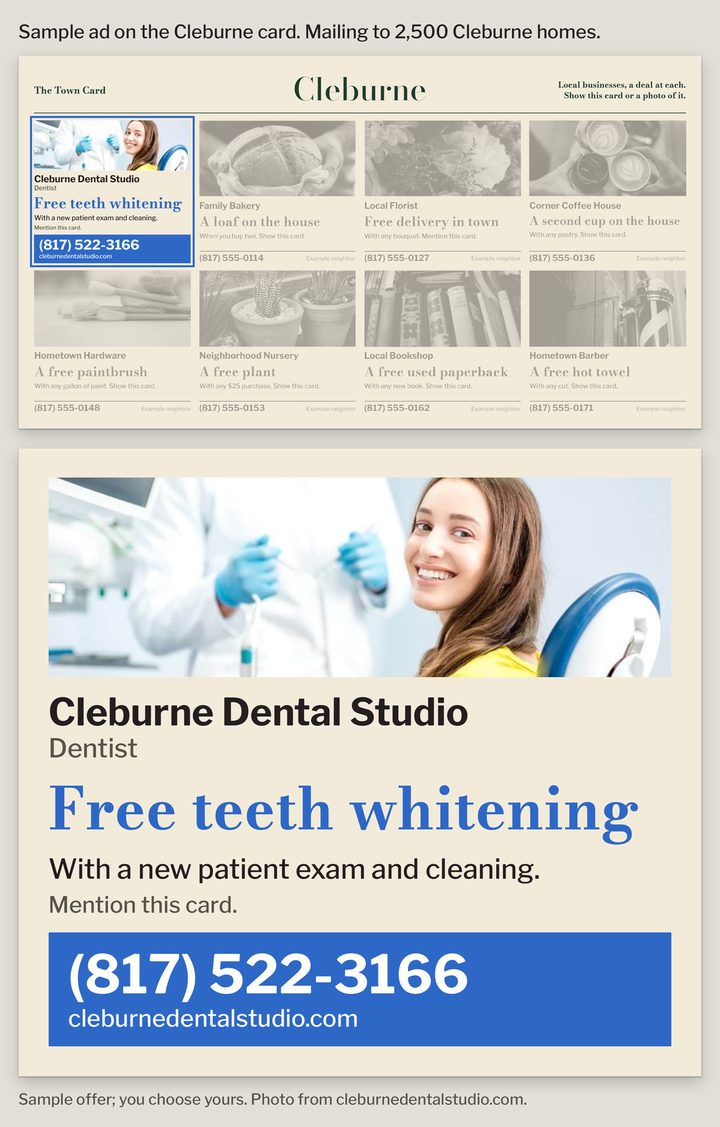 Sample ad on the Cleburne card. Mailing to 2,500 Cleburne homes.
The Town Card
Cleburne
Local businesses, a deal at each.
Show this card or a photo of it.
Cleburne Dental Studio
Dentist
Free teeth whitening
With a new patient exam and cleaning.
Mention this card.
(817) 522-3166
cleburnedentalstudio.com
Family Bakery
A loaf on the house
When you buy two. Show this card.
(817) 555-0114
Example neighbor
Local Florist
Free delivery in town
With any bouquet. Mention this card.
(817) 555-0127
Example neighbor
Corner Coffee House
A second cup on the house
With any pastry. Show this card.
(817) 555-0136
Example neighbor
Hometown Hardware
A free paintbrush
With any gallon of paint. Show this card.
(817) 555-0148
Example neighbor
Neighborhood Nursery
A free plant
With any $25 purchase. Show this card.
(817) 555-0153
Example neighbor
Local Bookshop
A free used paperback
With any new book. Show this card.
(817) 555-0162
Example neighbor
Hometown Barber
A free hot towel
With any cut. Show this card.
(817) 555-0171
Example neighbor
Cleburne Dental Studio
Dentist
Free teeth whitening
With a new patient exam and cleaning.
Mention this card.
(817) 522-3166
cleburnedentalstudio.com
Sample offer; you choose yours. Photo from cleburnedentalstudio.com.